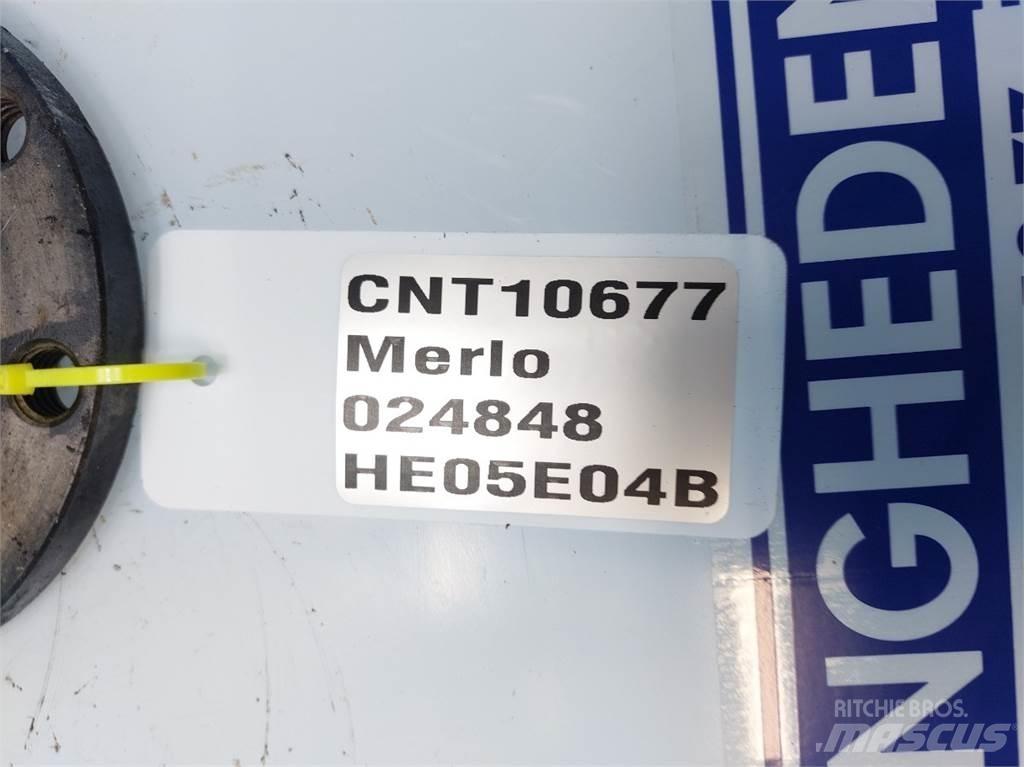 CNT10677
Merlo
024848
HE05E04B
NGHEDEN
RITCHIE BROS.
MASCUS